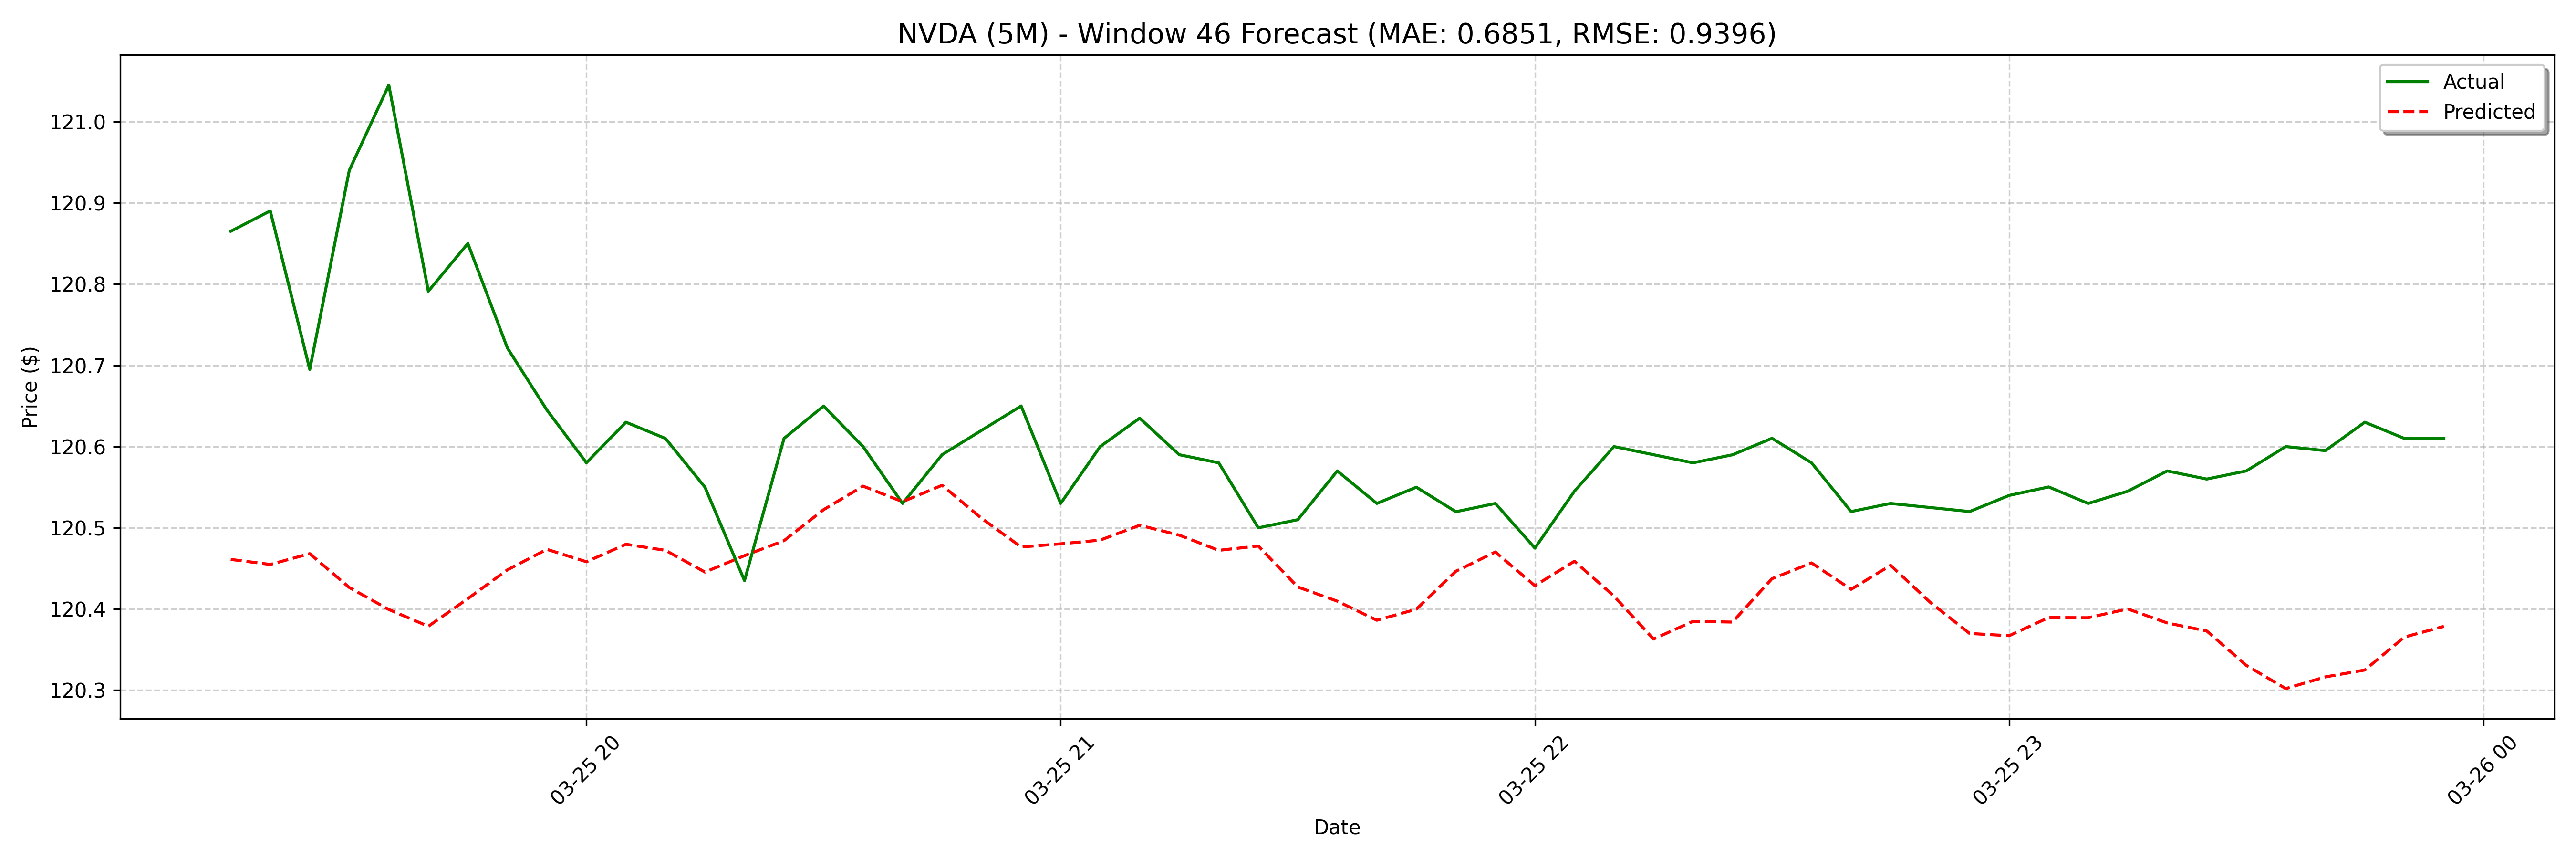 NVDA (5M) - Window 46 Forecast (MAE: 0.6851, RMSE: 0.9396)
Actual
Predicted
121.0
120.9
120.8
120.7
120.6
120.5
120.4
120.3
Price ($)
03-25 20
03-25 21
03-25 22
03-25 23
03-26 00
Date